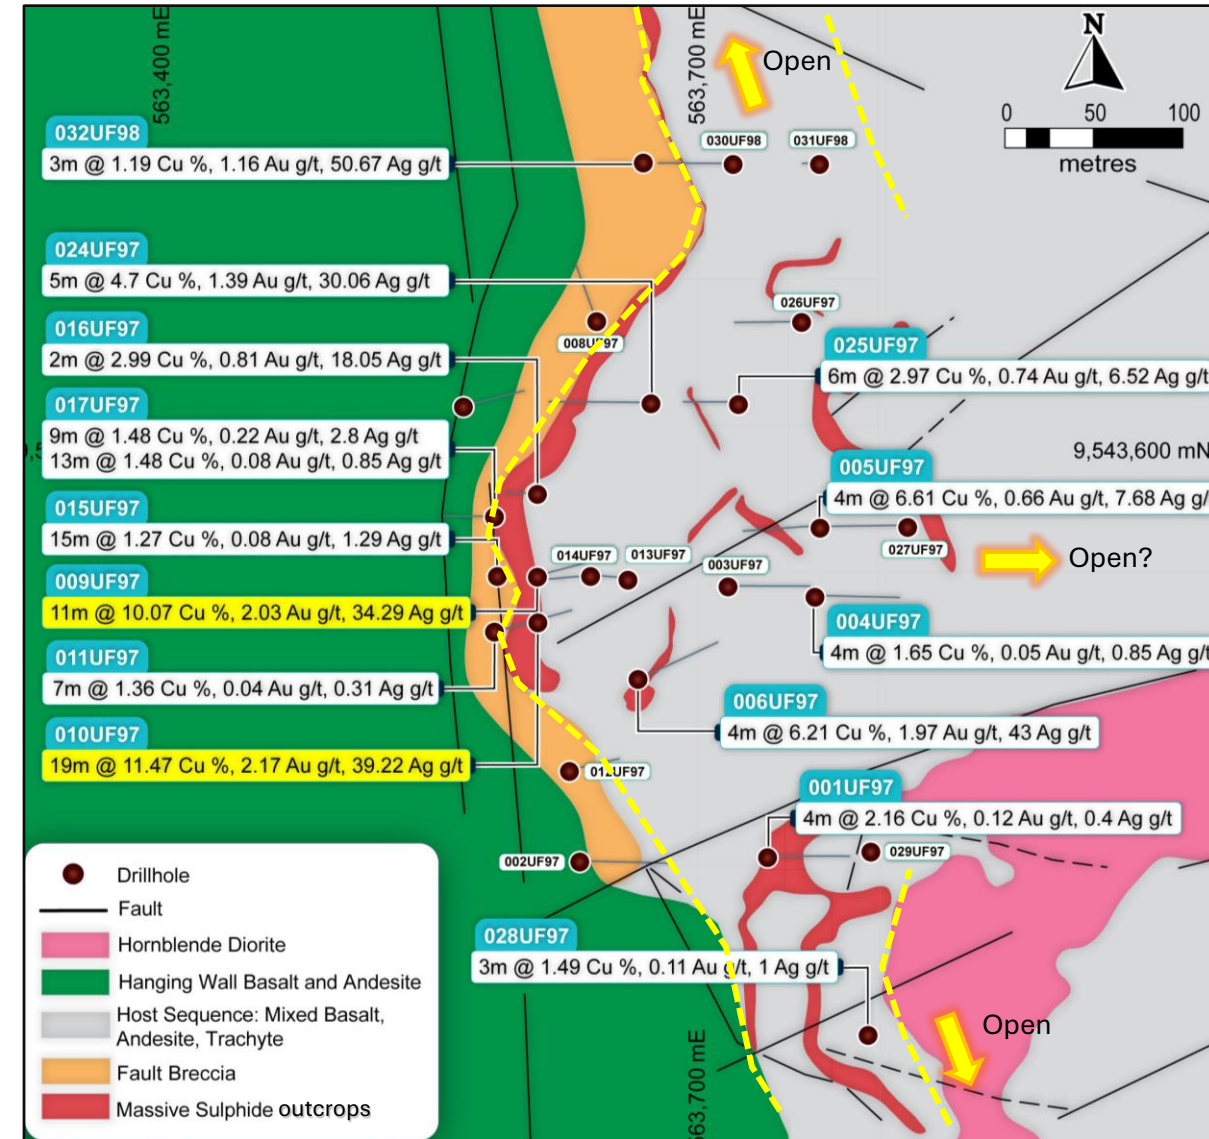 563,400 mE
563,700 mE
Open
N
0 50 100
metres
032UF98
3m @ 1.19 Cu %, 1.16 Au g/t, 50.67 Ag g/t
030UF98
031UF98
024UF97
5m @ 4.7 Cu %, 1.39 Au g/t, 30.06 Ag g/t
016UF97
2m @ 2.99 Cu %, 0.81 Au g/t, 18.05 Ag g/t
008UF97
026UF97
025UF97
6m @ 2.97 Cu %, 0.74 Au g/t, 6.52 Ag g/t
017UF97
9m @ 1.48 Cu %, 0.22 Au g/t, 2.8 Ag g/t
13m @ 1.48 Cu %, 0.08 Au g/t, 0.85 Ag g/t
9,543,600 mN
005UF97
4m @ 6.61 Cu %, 0.66 Au g/t, 7.68 Ag g/t
015UF97
15m @ 1.27 Cu %, 0.08 Au g/t, 1.29 Ag g/t
014UF97
013UF97
003UF97
027UF97
Open?
009UF97
11m @ 10.07 Cu %, 2.03 Au g/t, 34.29 Ag g/t
004UF97
4m @ 1.65 Cu %, 0.05 Au g/t, 0.85 Ag g/t
011UF97
7m @ 1.36 Cu %, 0.04 Au g/t, 0.31 Ag g/t
006UF97
4m @ 6.21 Cu %, 1.97 Au g/t, 43 Ag g/t
010UF97
19m @ 11.47 Cu %, 2.17 Au g/t, 39.22 Ag g/t
012UF97
001UF97
4m @ 2.16 Cu %, 0.12 Au g/t, 0.4 Ag g/t
002UF97
029UF97
028UF97
3m @ 1.49 Cu %, 0.11 Au g/t, 1 Ag g/t
Open
563,700 mE
Drillhole
Fault
Hornblende Diorite
Hanging Wall Basalt and Andesite
Host Sequence: Mixed Basalt,
Andesite, Trachyte
Fault Breccia
Massive Sulphide outcrops